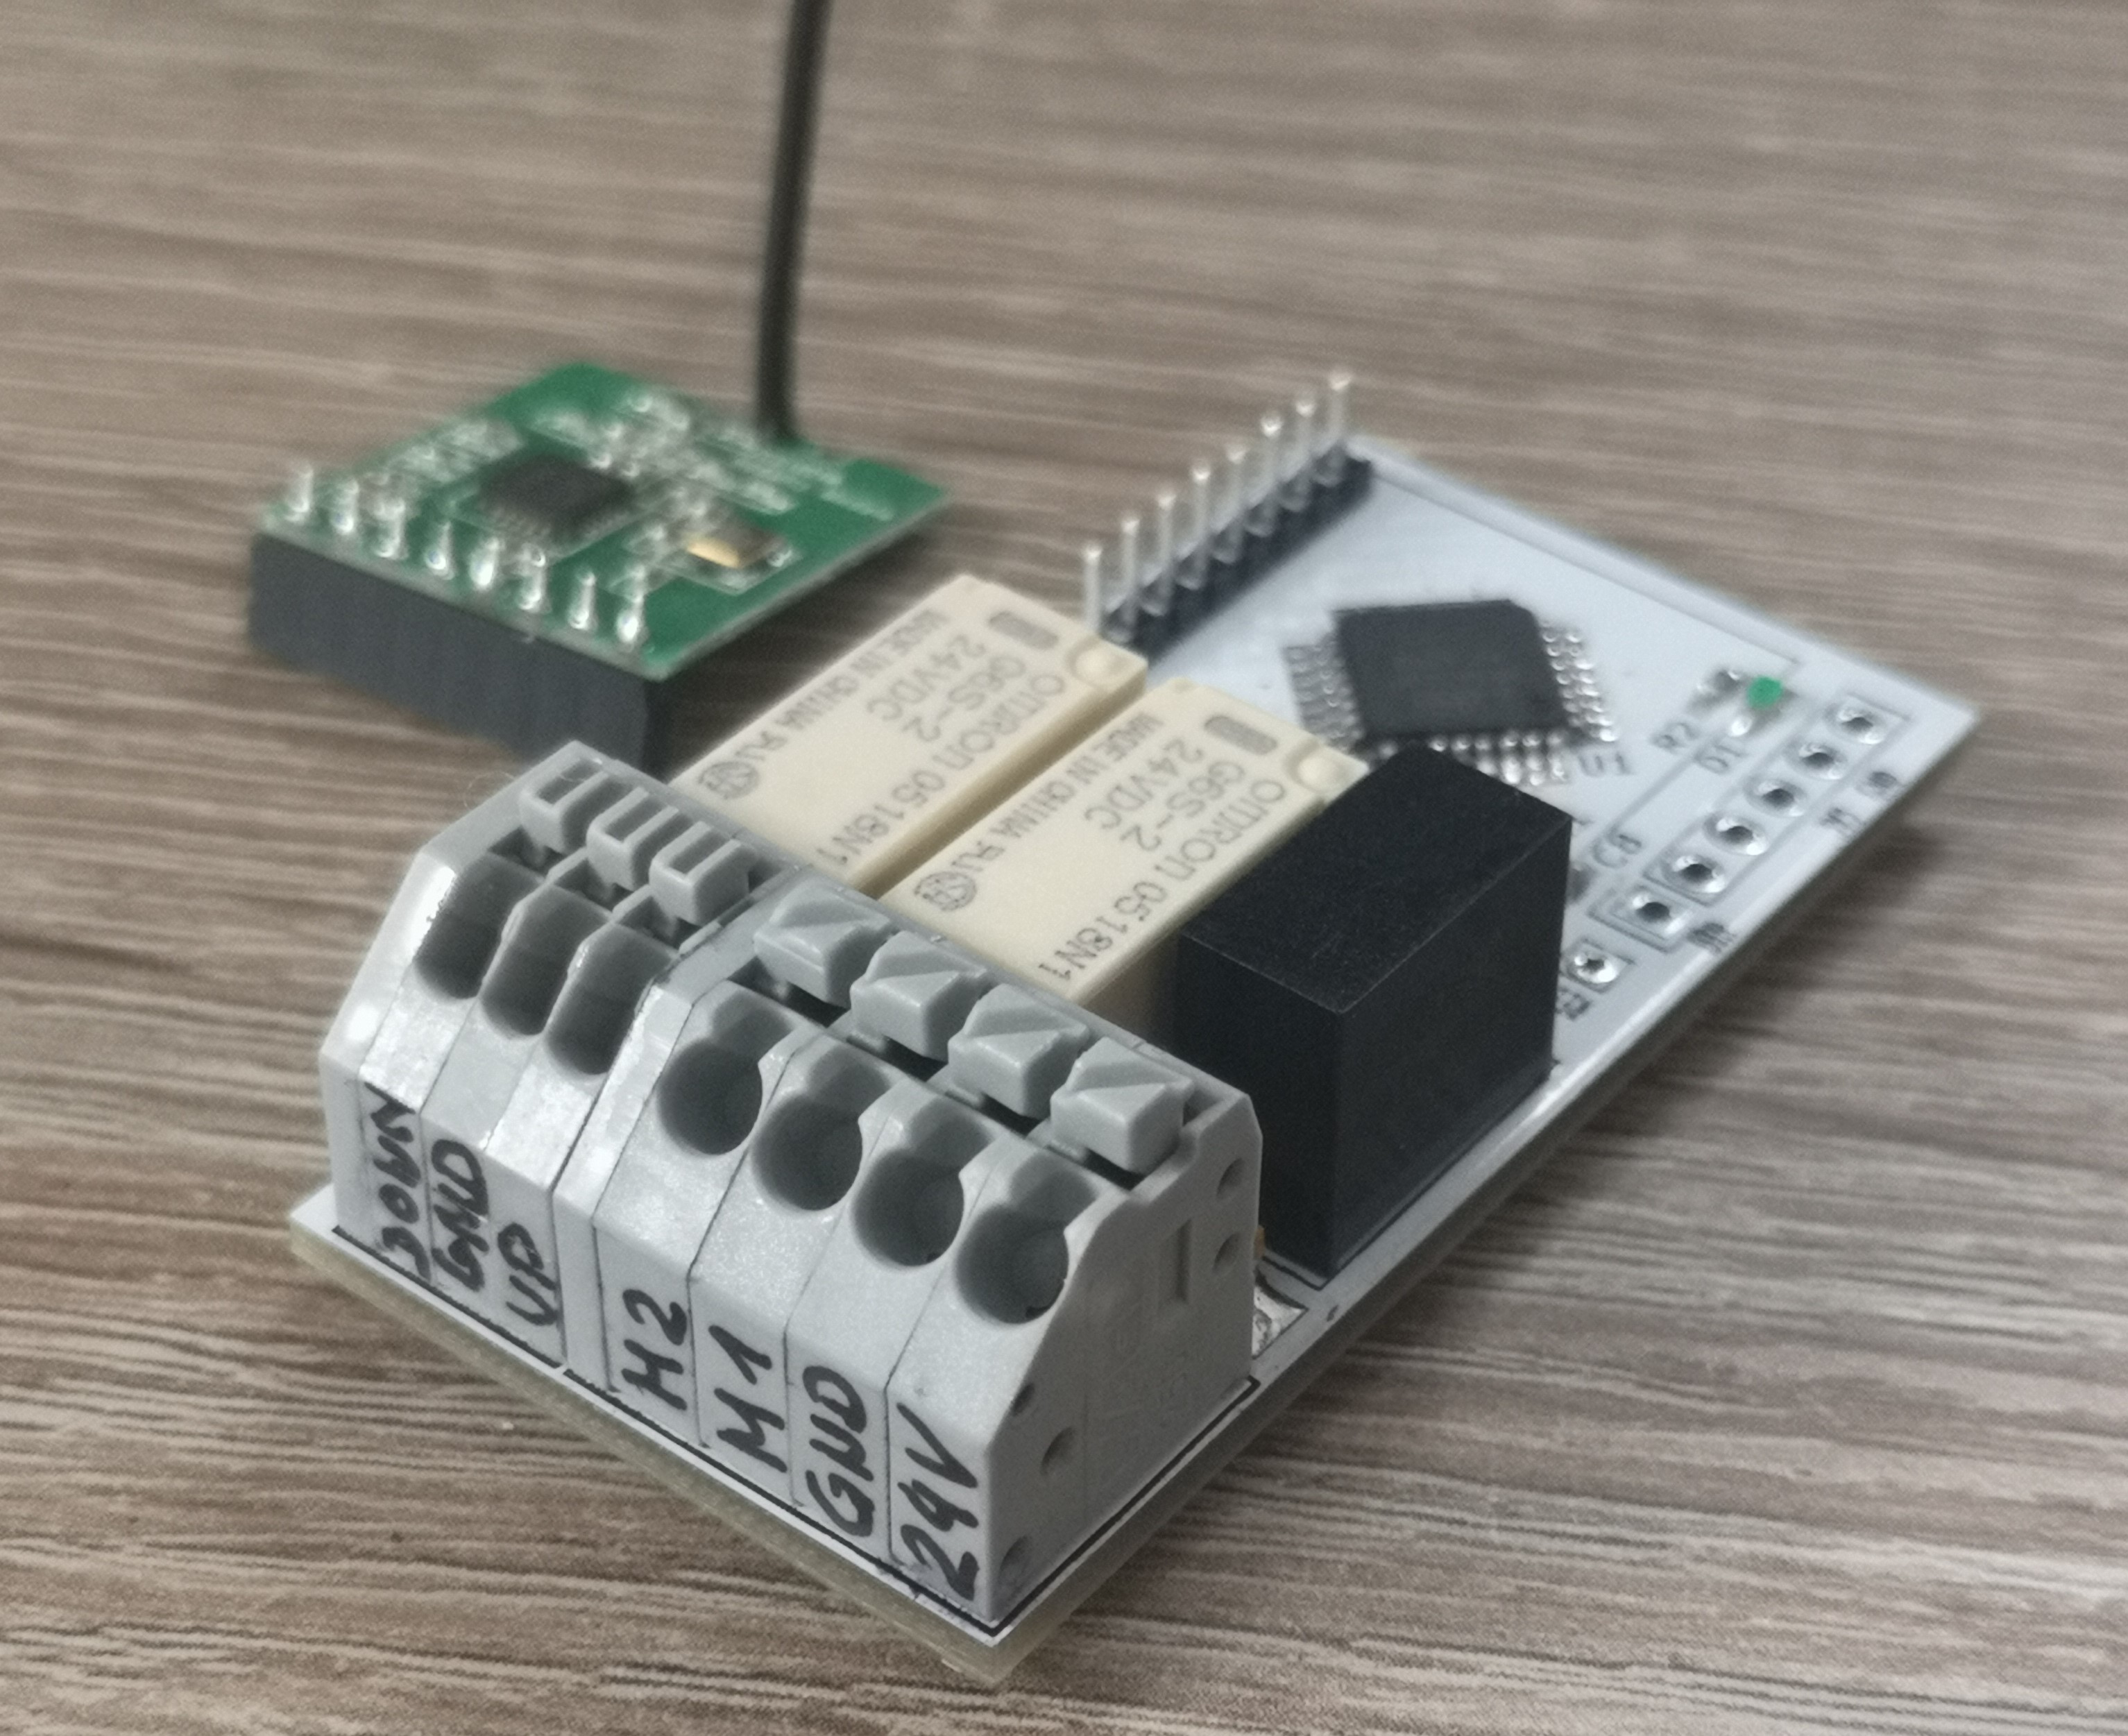 OMRON 0518N1
G6S-2
24VDC
MADE IN CHINA
OMRON 0518N1
G6S-2
24VDC
MADE IN CHINA
U1
R2
D1
C8
DOWN
GND
UP
M2
M1
GND
24V